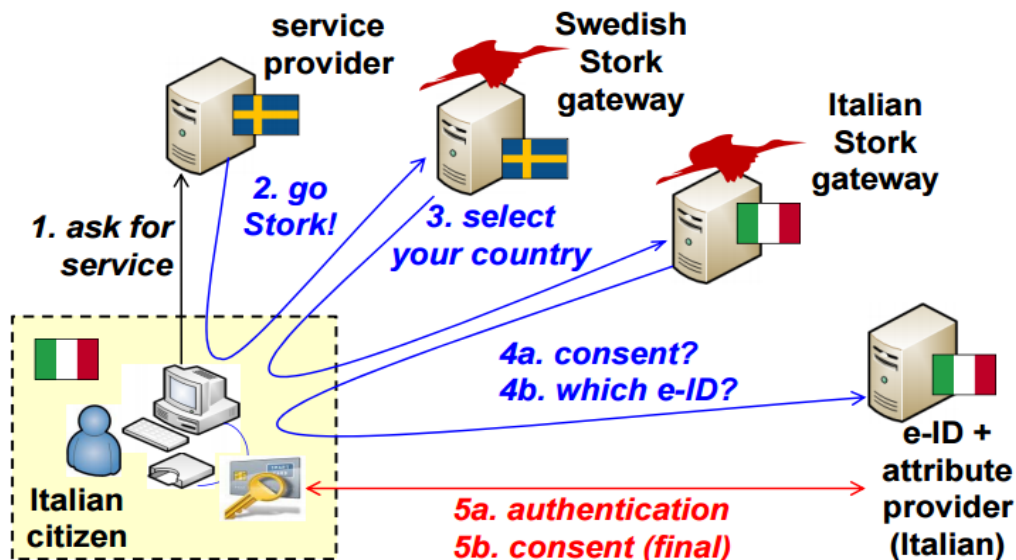 service
provider
Swedish
Stork
gateway
Italian
Stork
gateway
1. ask for
service
2. go
Stork!
3. select
your country
4a. consent?
4b. which e-ID?
e-ID +
attribute
provider
(Italian)
Italian
citizen
5a. authentication
5b. consent (final)